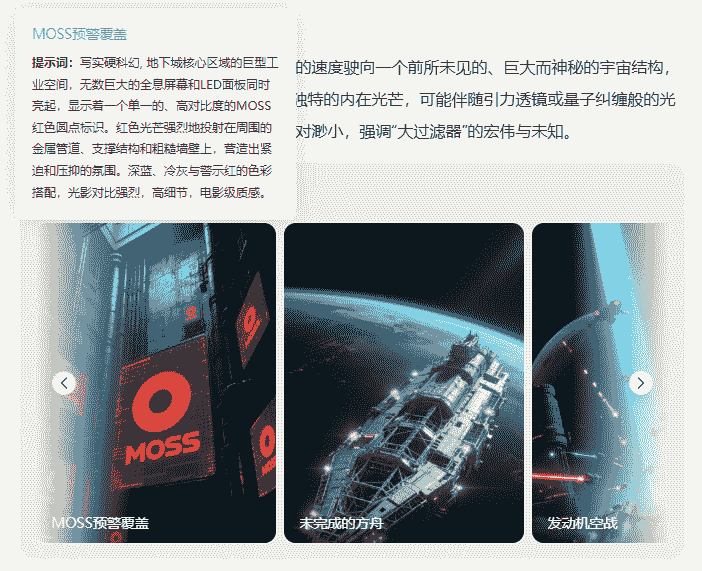 MOSS预警覆盖
提示词：写实硬科幻, 地下城核心区域的巨型工
业空间，无数巨大的全息屏幕和LED面板同时
亮起，显示着一个单一的、高对比度的MOSS
红色圆点标识。红色光芒强烈地投射在周围的
金属管道、支撑结构和粗糙墙壁上，营造出紧
迫和压抑的氛围。深蓝、冷灰与警示红的色彩
搭配，光影对比强烈，高细节，电影级质感。
的速度驶向一个前所未见的、巨大而神秘的宇宙结构，
独特的内在光芒，可能伴随引力透镜或量子纠缠般的光
对渺小，强调“大过滤器”的宏伟与未知。
MOSS
MOSS预警覆盖
未完成的方舟
发动机空战